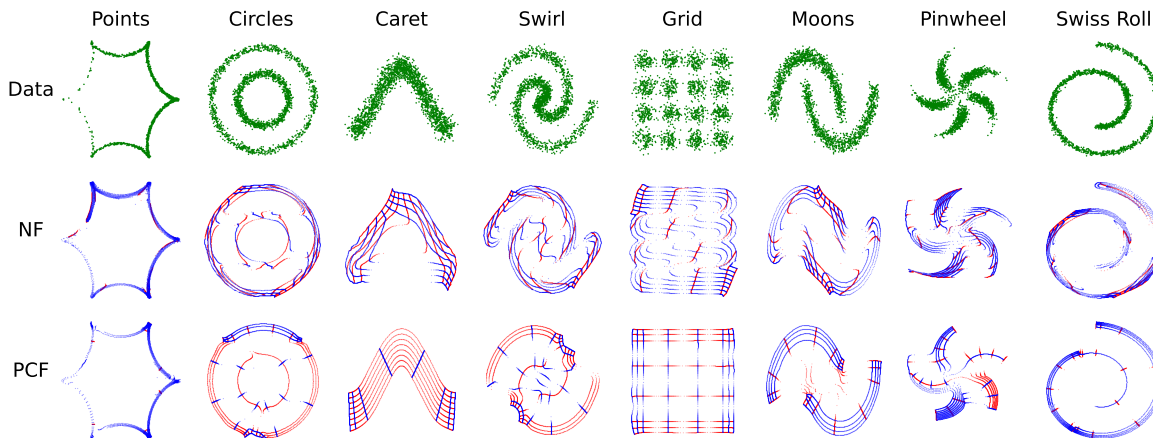 Points Circles Caret Swirl Grid Moons Pinwheel Swiss Roll
Data
NF
PCF